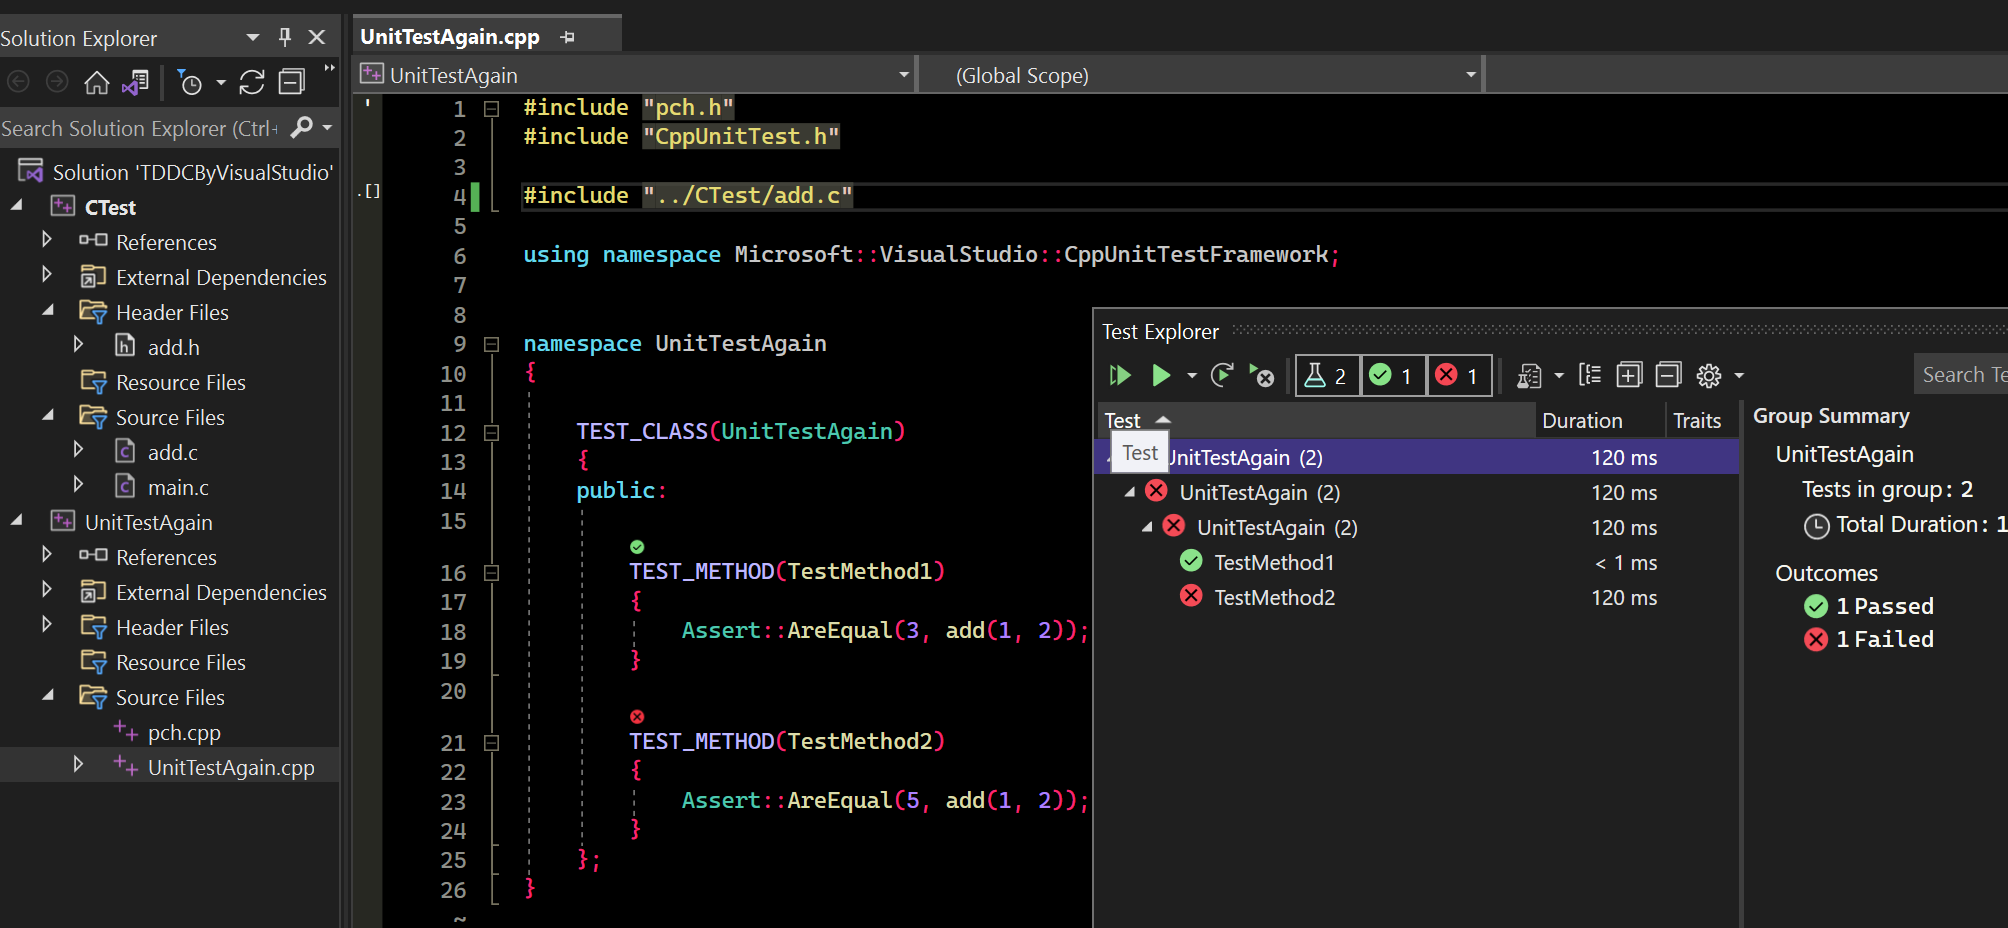 Solution Explorer
Search Solution Explorer (Ctrl+
Solution 'TDDCByVisualStudio'
CTest
References
External Dependencies
Header Files
add.h
Resource Files
Source Files
add.c
main.c
UnitTestAgain
References
External Dependencies
Header Files
Resource Files
Source Files
pch.cpp
UnitTestAgain.cpp
UnitTestAgain.cpp
UnitTestAgain
(Global Scope)
1 #include "pch.h"
2 #include "CppUnitTest.h"
3
4 #include "../CTest/add.c"
5
6 using namespace Microsoft::VisualStudio::CppUnitTestFramework;
7
8
9 namespace UnitTestAgain
10 {
11
12 TEST_CLASS(UnitTestAgain)
13 {
14 public:
15
16 TEST_METHOD(TestMethod1)
17 {
18 Assert::AreEqual(3, add(1, 2));
19 }
20
21 TEST_METHOD(TestMethod2)
22 {
23 Assert::AreEqual(5, add(1, 2));
24 }
25 };
26 }
~
Test Explorer
2 1 1
Search Te
Test Duration Traits
Test
UnitTestAgain (2) 120 ms
UnitTestAgain (2) 120 ms
UnitTestAgain (2) 120 ms
TestMethod1 < 1 ms
TestMethod2 120 ms
Group Summary
UnitTestAgain
Tests in group: 2
Total Duration: 1
Outcomes
1 Passed
1 Failed